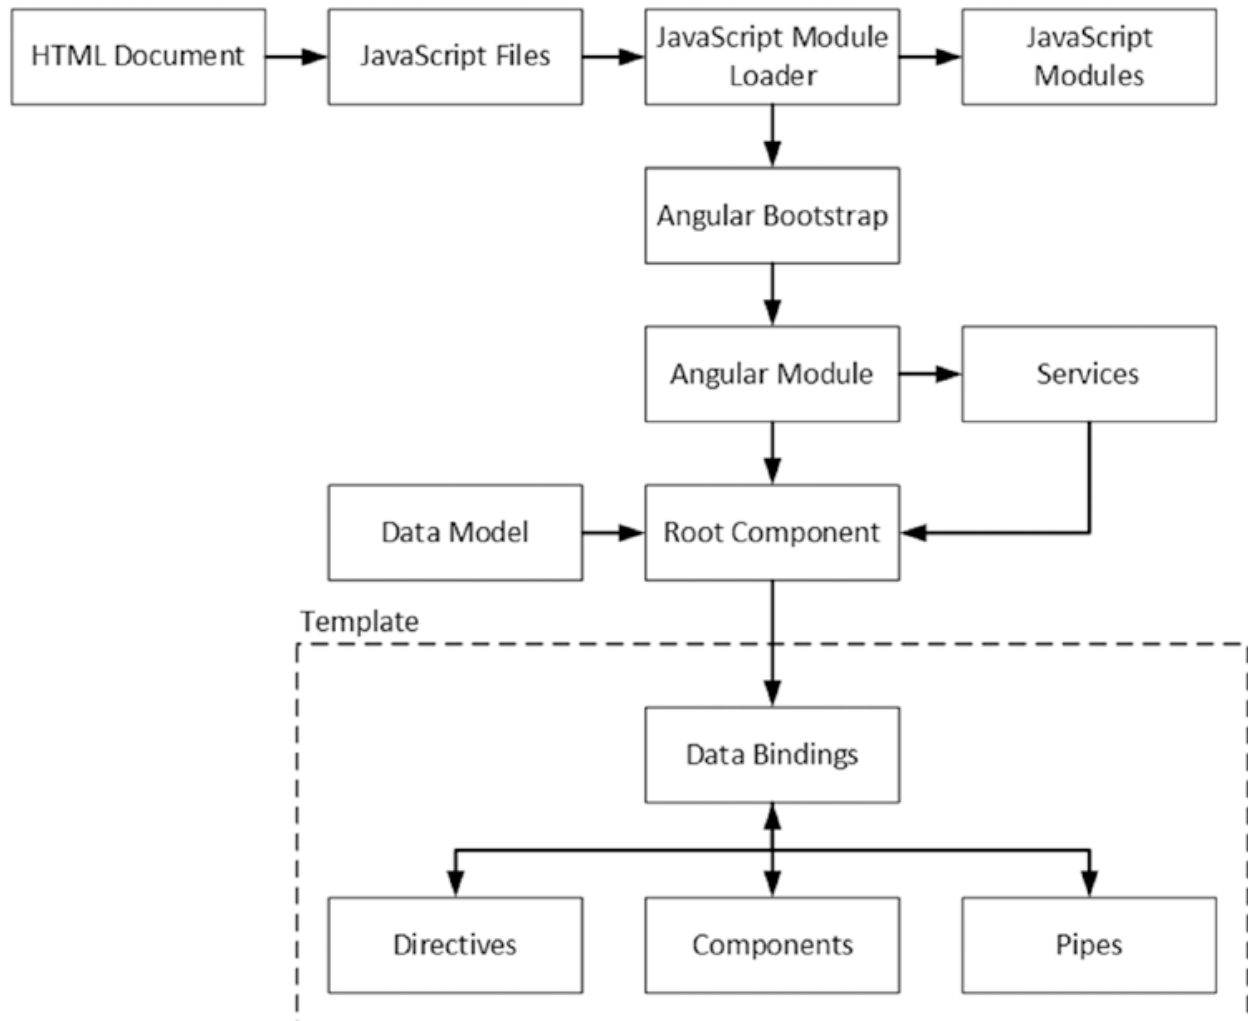 HTML Document
JavaScript Files
JavaScript Module
Loader
JavaScript
Modules
Angular Bootstrap
Angular Module
Services
Data Model
Root Component
Template
Data Bindings
Directives
Components
Pipes